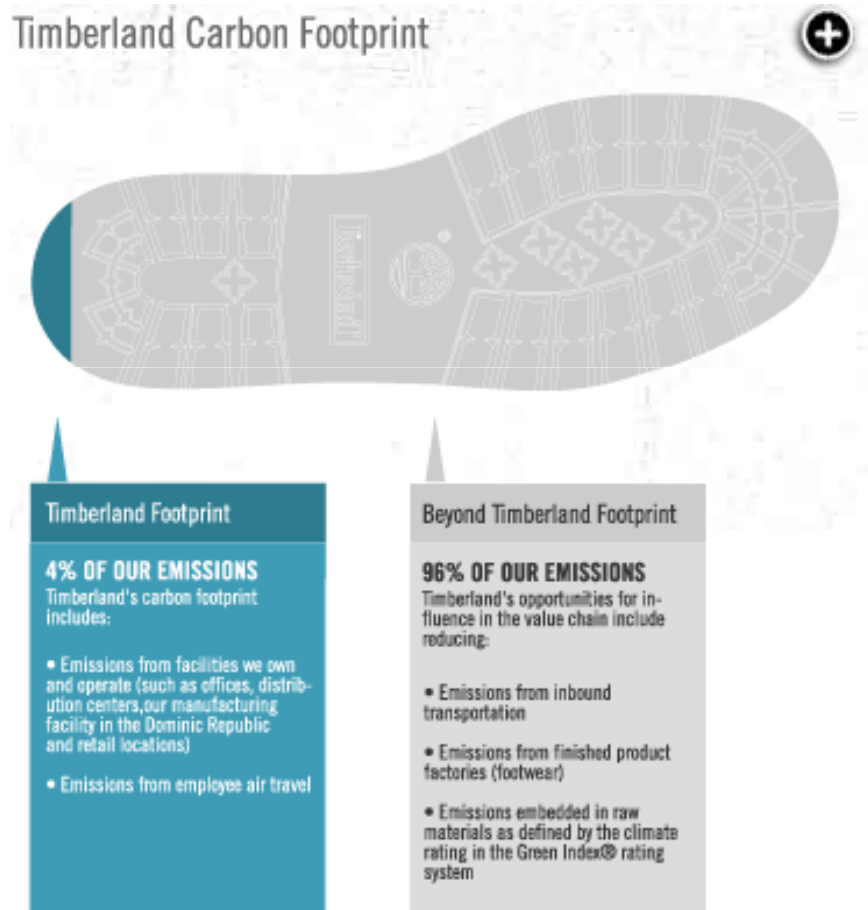 Timberland Carbon Footprint
Timberland
Timberland Footprint
4% OF OUR EMISSIONS
Timberland's carbon footprint
includes:
• Emissions from facilities we own
and operate (such as offices, distrib-
ution centers,our manufacturing
facility in the Dominic Republic
and retail locations)
• Emissions from employee air travel
Beyond Timberland Footprint
96% OF OUR EMISSIONS
Timberland's opportunities for in-
fluence in the value chain include
reducing:
• Emissions from inbound
transportation
• Emissions from finished product
factories (footwear)
• Emissions embedded in raw
materials as defined by the climate
rating in the Green Index® rating
system